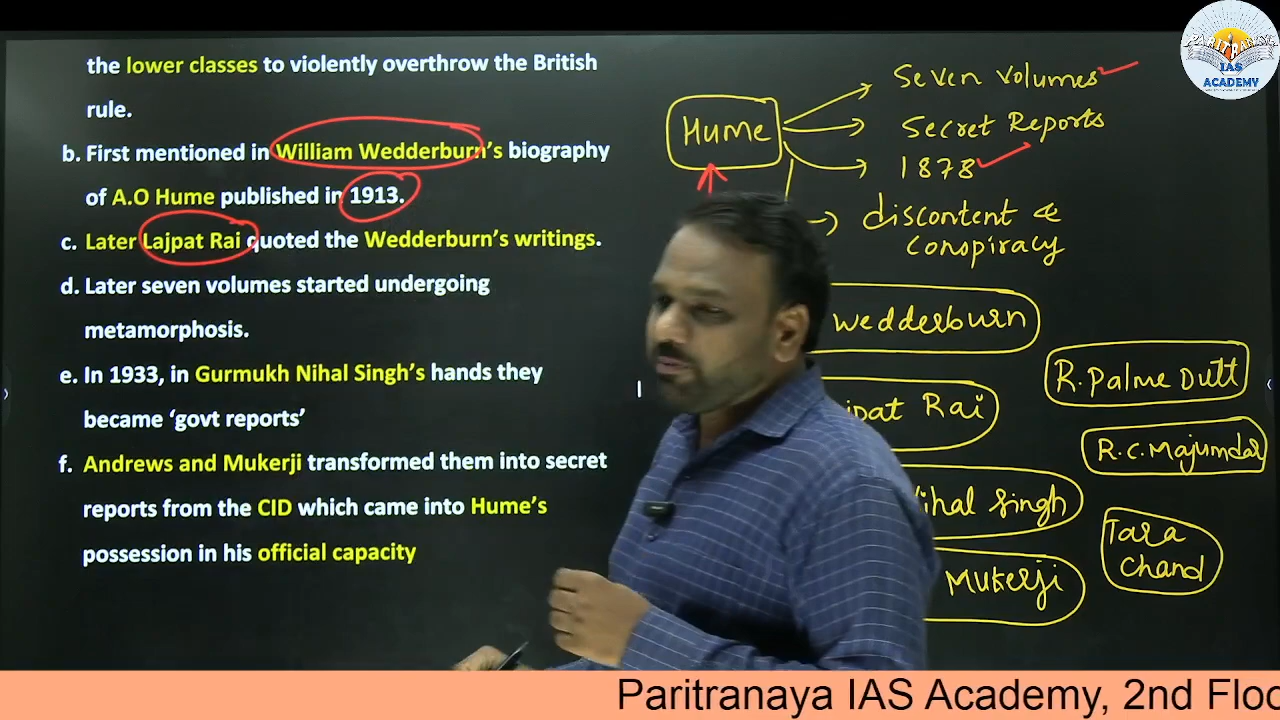 the lower classes to violently overthrow the British
rule.
b. First mentioned in William Wedderburn's biography
of A.O Hume published in 1913.
c. Later Lajpat Rai quoted the Wedderburn's writings.
d. Later seven volumes started undergoing
metamorphosis.
e. In 1933, in Gurmukh Nihal Singh's hands they
became 'govt reports'
f. Andrews and Mukerji transformed them into secret
reports from the CID which came into Hume's
possession in his official capacity
Hume
Seven volumes
Secret Reports
1878
discontent &
conspiracy
Wedderburn
R. Palme Dutt
Rai
R.C. Majumdar
Singh
Tara
Chand
Mukerji
IAS
ACADEMY
Paritranaya IAS Academy, 2nd Floo